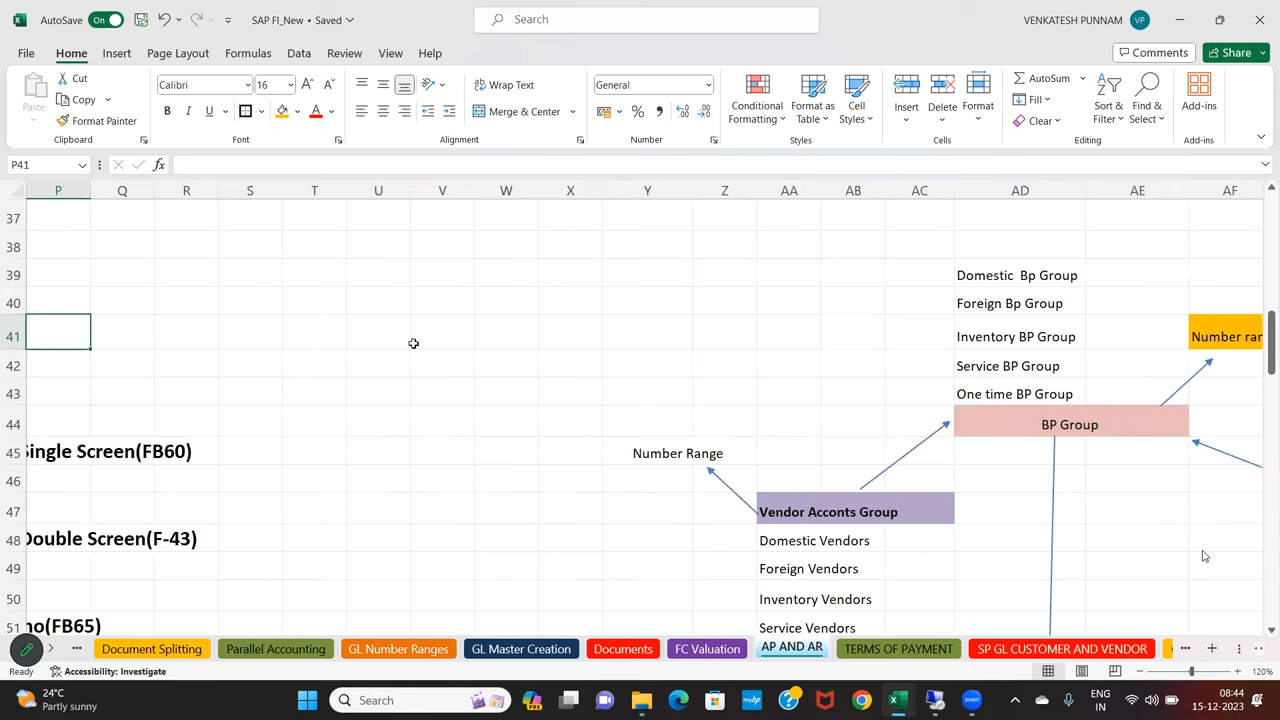 AutoSave On SAP FI_New • Saved Search VENKATESH PUNNAM VP
File Home Insert Page Layout Formulas Data Review View Help Comments Share
Cut
Copy
Format Painter
Paste
Clipboard
Calibri 16 A A
B I U A
Font
Wrap Text
Merge & Center
Alignment
General
% ,
Number
Conditional Formatting
Format as Table
Cell Styles
Styles
Insert Delete Format
Cells
AutoSum
Fill
Clear
Sort & Filter
Find & Select
Editing
Add-ins
Add-ins
P41 fx
P Q R S T U V W X Y Z AA AB AC AD AE AF
37
38
39 Domestic Bp Group
40 Foreign Bp Group
41 Inventory BP Group Number ran
42 Service BP Group
43 One time BP Group
44 BP Group
45 Single Screen(FB60) Number Range
46
47 Vendor Acconts Group
48 Double Screen(F-43) Domestic Vendors
49 Foreign Vendors
50 Inventory Vendors
51 no(FB65) Service Vendors
Document Splitting Parallel Accounting GL Number Ranges GL Master Creation Documents FC Valuation AP AND AR TERMS OF PAYMENT SP GL CUSTOMER AND VENDOR
Ready Accessibility: Investigate 120%
24°C
Partly sunny
Search
ENG
IN
08:44
15-12-2023